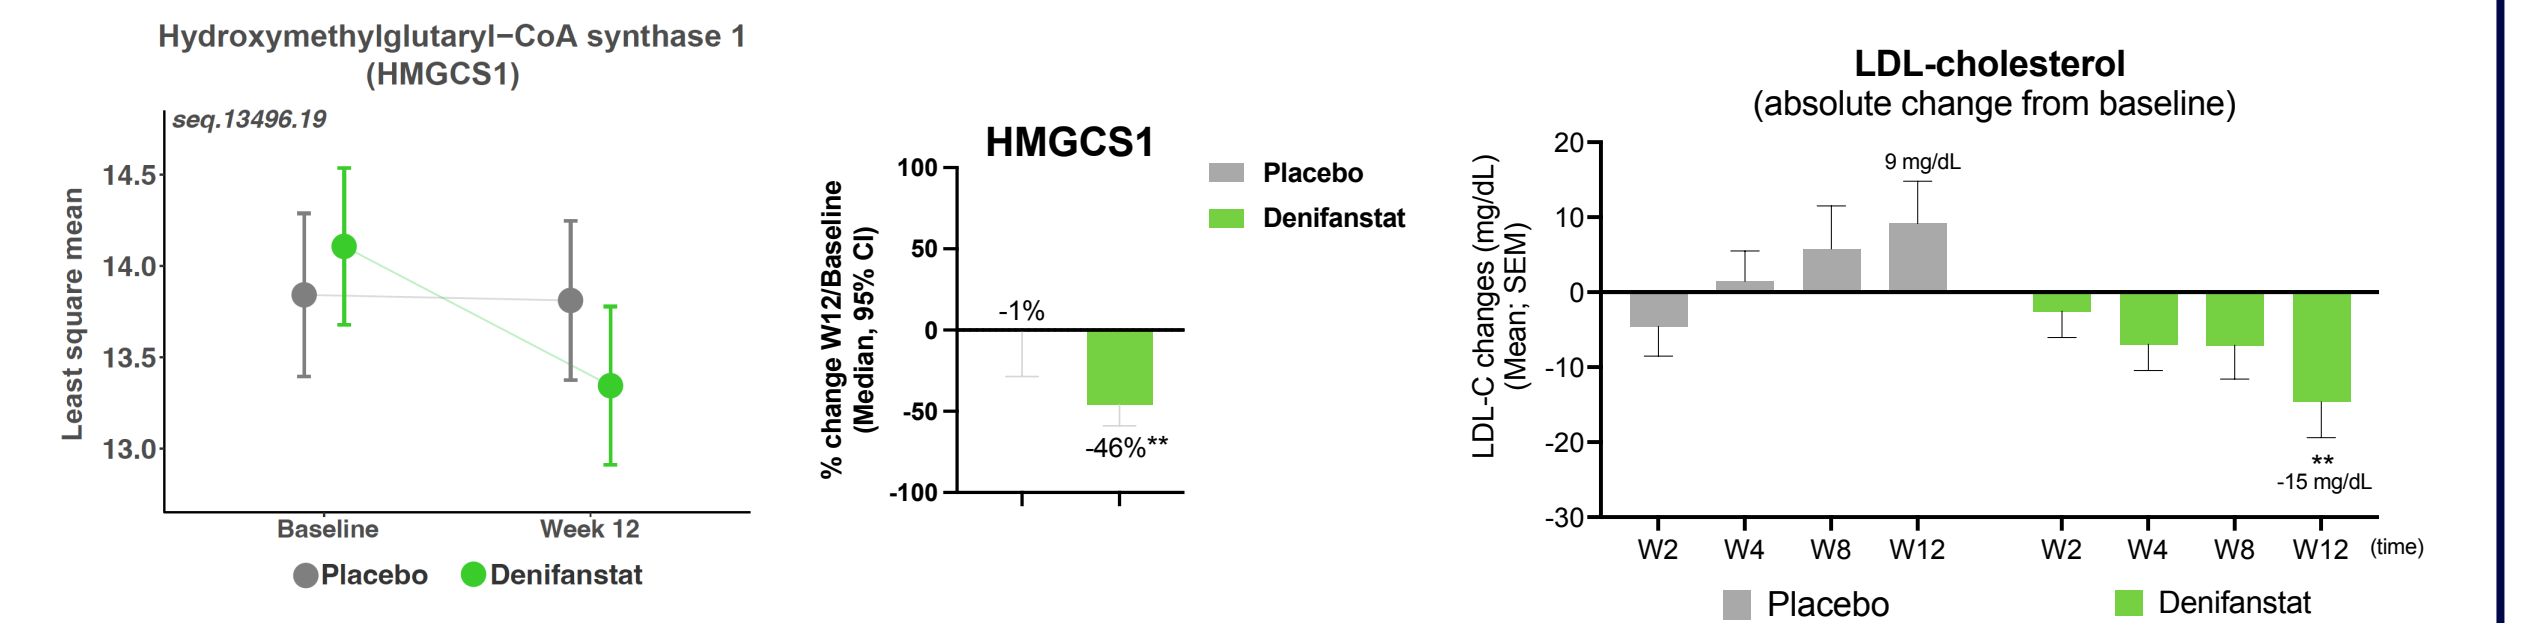 Hydroxymethylglutaryl−CoA synthase 1
(HMGCS1)
seq.13496.19
Least square mean
14.5
14.0
13.5
13.0
Baseline
Week 12
Placebo
Denifanstat
HMGCS1
% change W12/Baseline
(Median, 95% CI)
100
50
0
-50
-100
-1%
-46%**
Placebo
Denifanstat
LDL-cholesterol
(absolute change from baseline)
LDL-C changes (mg/dL)
(Mean; SEM)
20
10
0
-10
-20
-30
9 mg/dL
**
-15 mg/dL
W2 W4 W8 W12 W2 W4 W8 W12 (time)
Placebo
Denifanstat